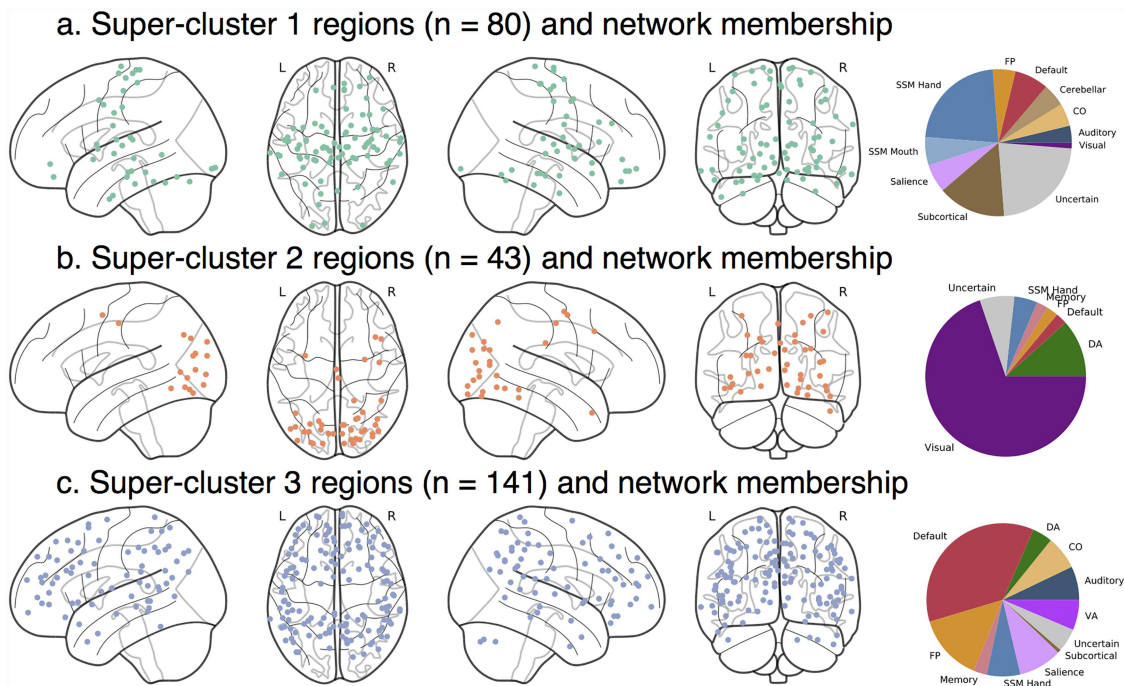 a. Super-cluster 1 regions (n = 80) and network membership
L
R
L
R
FP
Default
SSM Hand
Cerebellar
CO
Auditory
Visual
SSM Mouth
Salience
Uncertain
Subcortical
b. Super-cluster 2 regions (n = 43) and network membership
L
R
L
R
Uncertain
SSM Hand
Memory
FP
Default
DA
Visual
c. Super-cluster 3 regions (n = 141) and network membership
L
R
L
R
Default
DA
CO
Auditory
VA
Uncertain
Subcortical
FP
Salience
Memory
SSM Hand